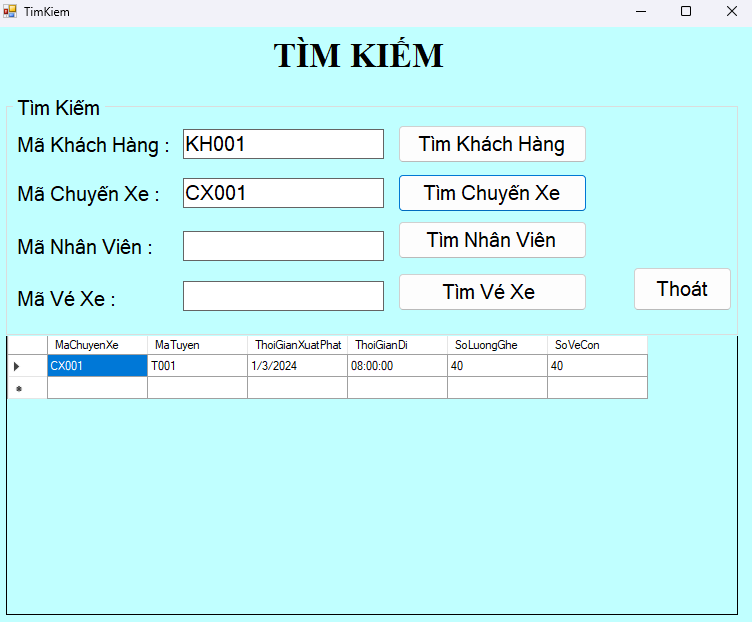 TimKiem
TÌM KIẾM
Tìm Kiếm
Mã Khách Hàng : KH001 Tìm Khách Hàng
Mã Chuyến Xe : CX001 Tìm Chuyến Xe
Mã Nhân Viên : Tìm Nhân Viên
Mã Vé Xe : Tìm Vé Xe Thoát
MaChuyenXe MaTuyen ThoiGianXuatPhat ThoiGianDi SoLuongGhe SoVeCon
CX001 T001 1/3/2024 08:00:00 40 40